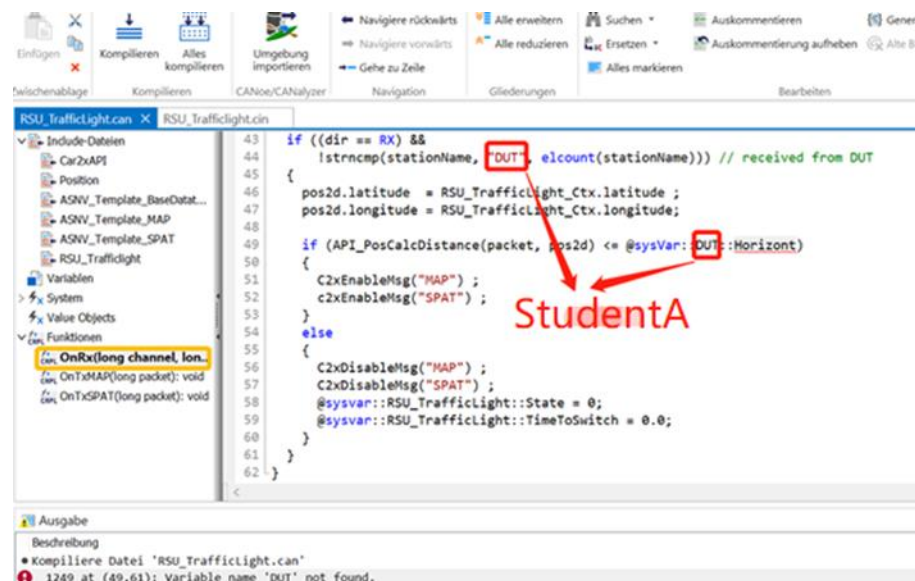 Einfügen
Kompilieren
Alles kompilieren
Umgebung importieren
Navigiere rückwärts
Navigiere vorwärts
Gehe zu Zeile
Alle erweitern
Alle reduzieren
Suchen
Ersetzen
Alles markieren
Auskommentieren
Auskommentierung aufheben
Kompilieren
CANoe/CANalyzer
Navigation
Gliederungen
Bearbeiten
RSU_TrafficLight.can X RSU_Trafficlight.cin
Include-Dateien
Car2xAPI
Position
ASNV_Template_BaseDatat...
ASNV_Template_MAP
ASNV_Template_SPAT
RSU_Trafficlight
Variablen
System
Value Objects
Funktionen
OnRx(long channel, lon..
OnTxMAP(long packet): void
OnTxSPAT(long packet): void
43 if ((dir == RX) &&
44 !strncmp(stationName, "DUT", elcount(stationName))) // received from DUT
45 {
46 pos2d.latitude = RSU_TrafficLight_Ctx.latitude ;
47 pos2d.longitude = RSU_TrafficLight_Ctx.longitude;
48
49 if (API_PosCalcDistance(packet, pos2d) <= @sysVar::DUT::Horizont)
50 {
51 C2xEnableMsg("MAP") ;
52 c2xEnableMsg("SPAT") ;
53 }
54 else
55 {
56 C2xDisableMsg("MAP") ;
57 C2xDisableMsg("SPAT") ;
58 @sysvar::RSU_TrafficLight::State = 0;
59 @sysvar::RSU_TrafficLight::TimeToSwitch = 0.0;
60 }
61 }
62 }
StudentA
Ausgabe
Beschreibung
Kompiliere Datei 'RSU_TrafficLight.can'
1249 at (49,61): Variable name 'DUT' not found.